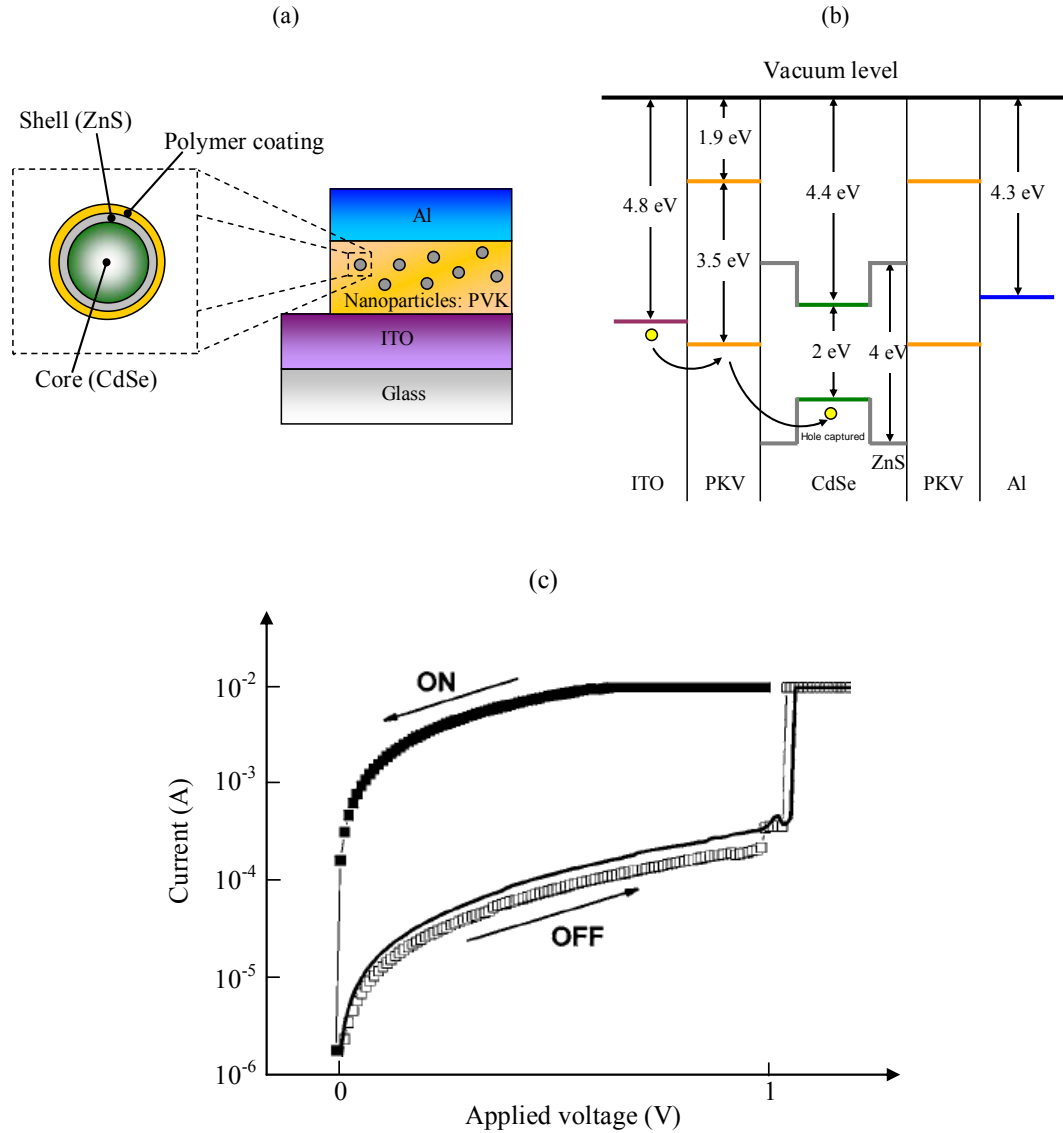 (a)
Shell (ZnS)
Polymer coating
Core (CdSe)
Al
Nanoparticles: PVK
ITO
Glass
(b)
Vacuum level
1.9 eV
4.8 eV
3.5 eV
4.4 eV
4.3 eV
2 eV
4 eV
Hole captured
ZnS
ITO
PKV
CdSe
PKV
Al
(c)
Current (A)
10-2
10-3
10-4
10-5
10-6
ON
OFF
0
1
Applied voltage (V)